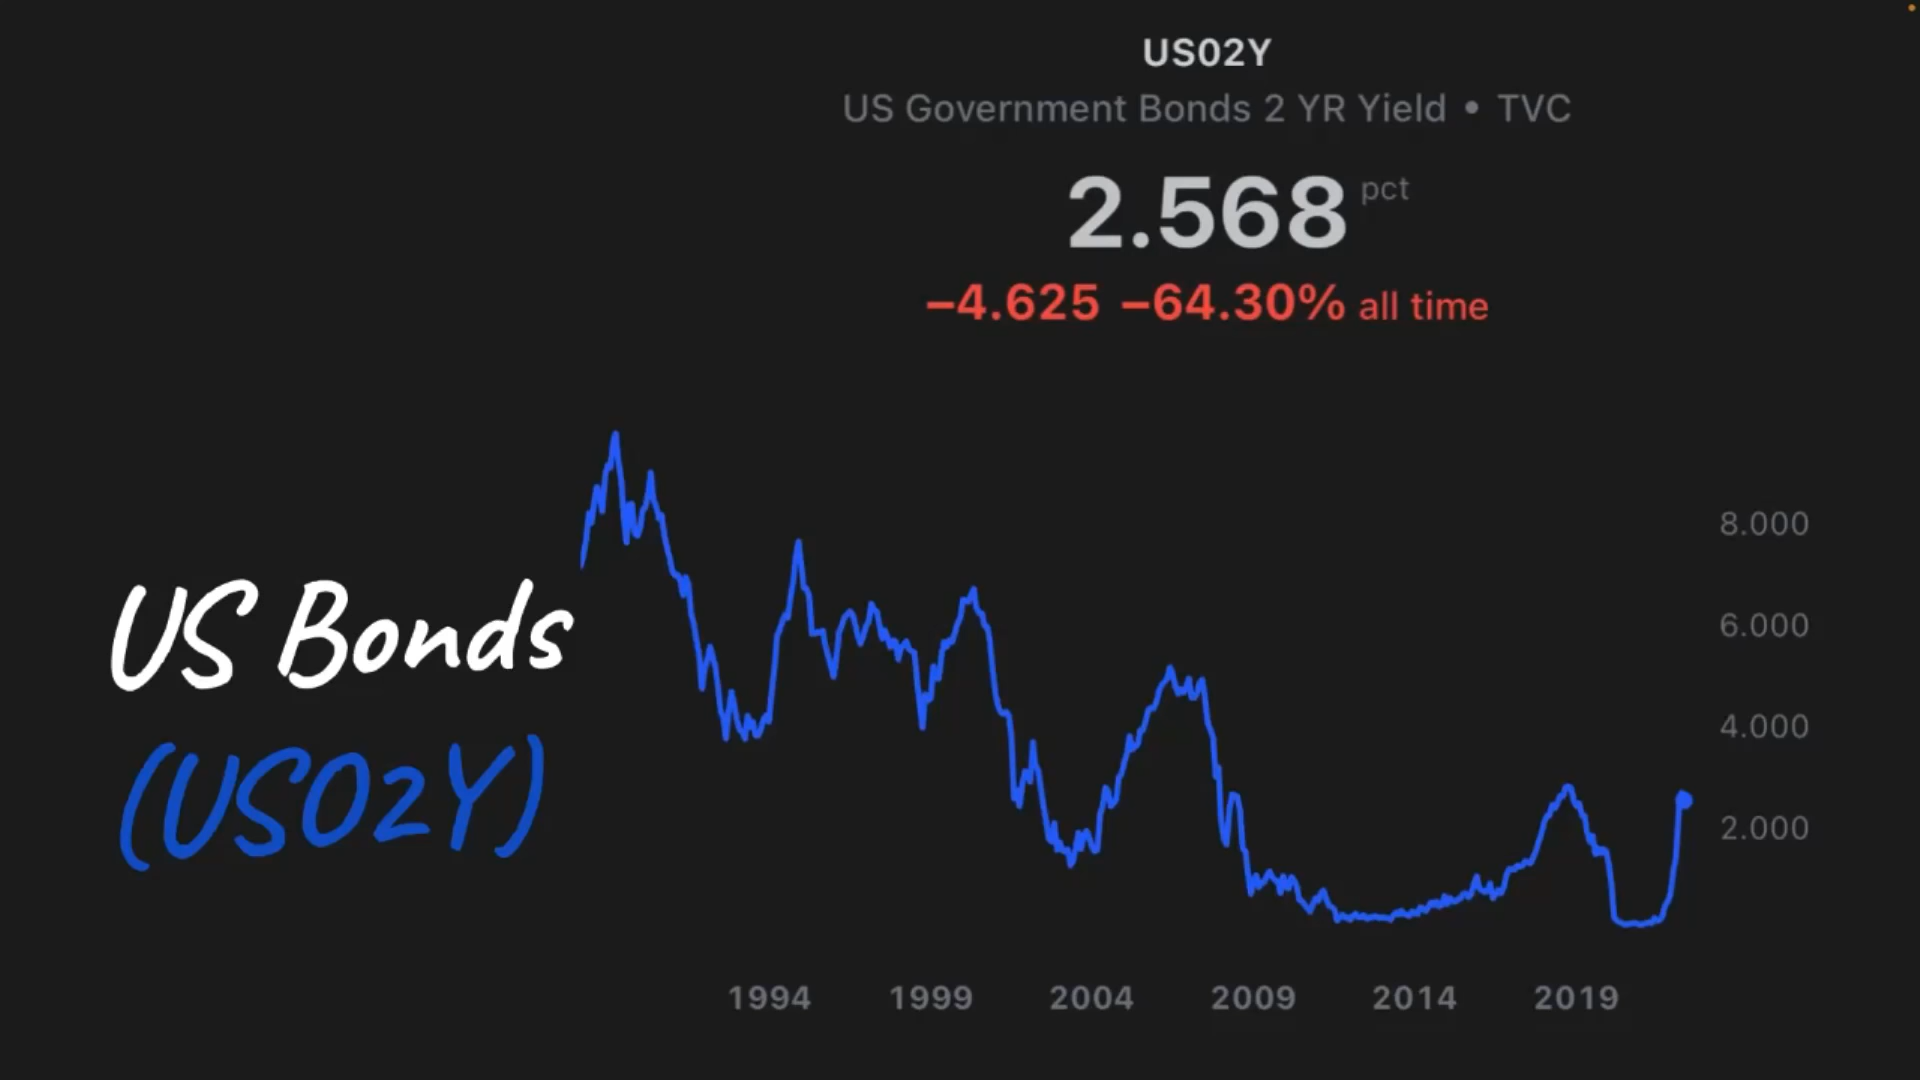 US02Y
US Government Bonds 2 YR Yield • TVC
2.568 pct
−4.625 −64.30% all time
US Bonds
(US02Y)
8.000
6.000
4.000
2.000
1994 1999 2004 2009 2014 2019